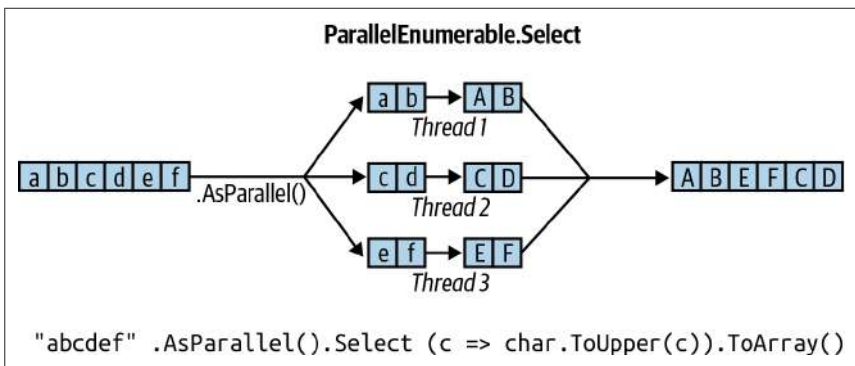 ParallelEnumerable.Select
a b A B
Thread 1
a b c d e f .AsParallel() c d C D A B E F C D
Thread 2
e f E F
Thread 3
"abcdef" .AsParallel().Select (c => char.ToUpper(c)).ToArray()